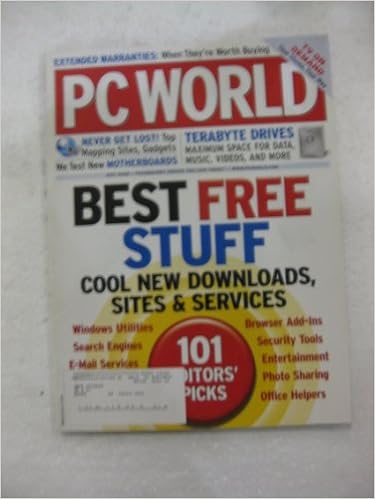 EXTENDED WARRANTIES: When They're Worth Buying
TV ON
DEMAND
PC WORLD
NEVER GET LOST! Top
Mapping Sites, Gadgets
We Test New MOTHERBOARDS
TERABYTE DRIVES
MAXIMUM SPACE FOR DATA,
MUSIC, VIDEOS, AND MORE
BEST FREE
STUFF
COOL NEW DOWNLOADS,
SITES & SERVICES
Windows Utilities
Search Engines
E-Mail Services
101
EDITORS'
PICKS
Browser Add-Ins
Security Tools
Entertainment
Photo Sharing
Office Helpers